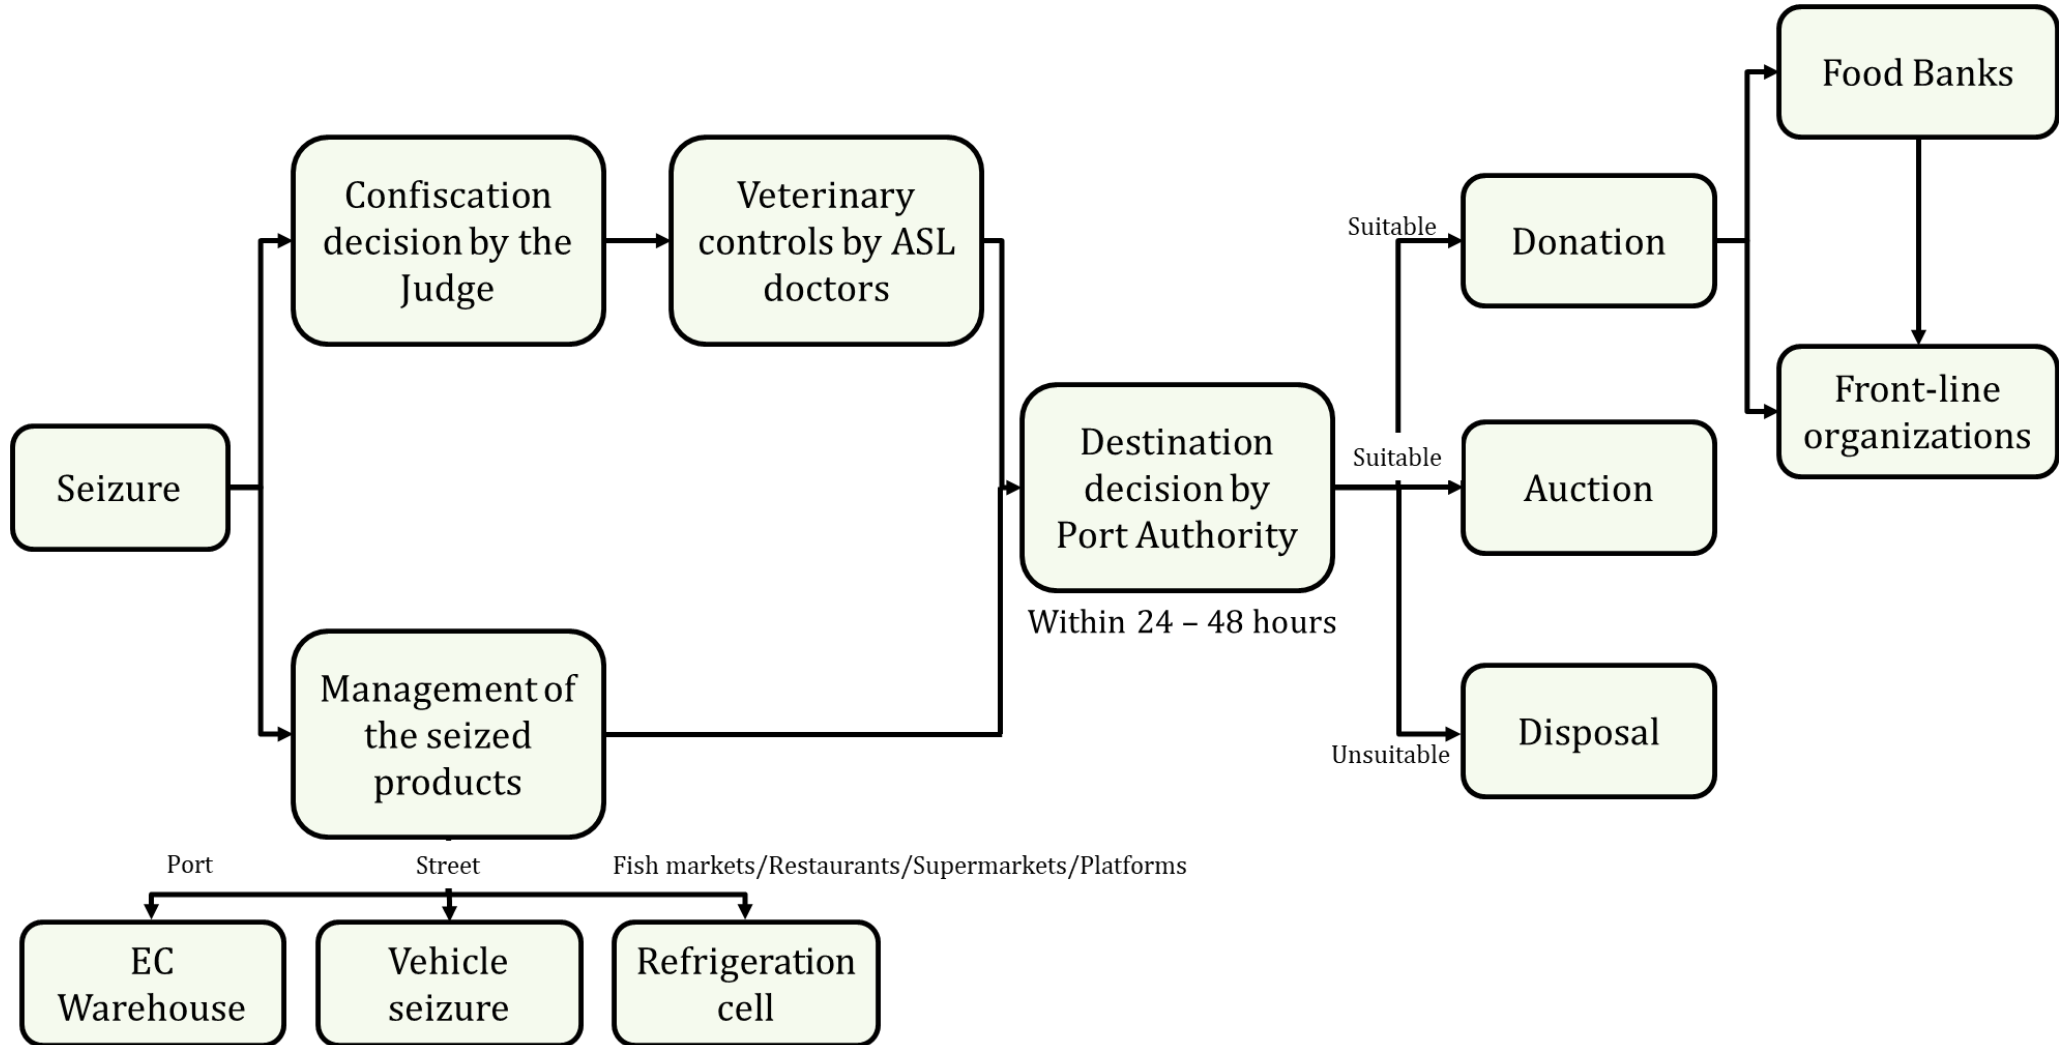 Seizure
Confiscation
decision by the
Judge
Veterinary
controls by ASL
doctors
Management of
the seized
products
Port
Street
Fish markets/Restaurants/Supermarkets/Platforms
EC
Warehouse
Vehicle
seizure
Refrigeration
cell
Destination
decision by
Port Authority
Within 24 – 48 hours
Suitable
Donation
Suitable
Auction
Unsuitable
Disposal
Food Banks
Front-line
organizations